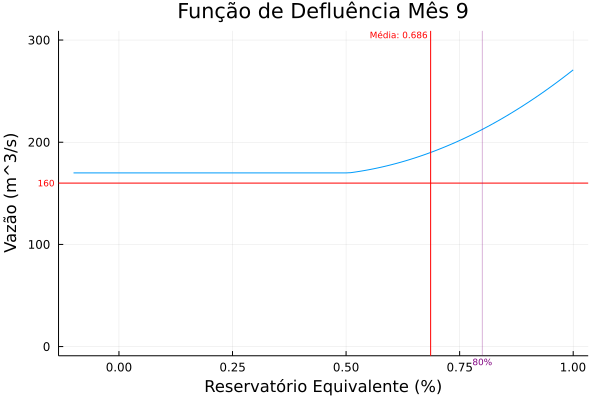 Função de Defluência Mês 9
Média: 0.686
300
200
160
100
0
Vazão (m^3/s)
0.00
0.25
0.50
0.75
80%
1.00
Reservatório Equivalente (%)